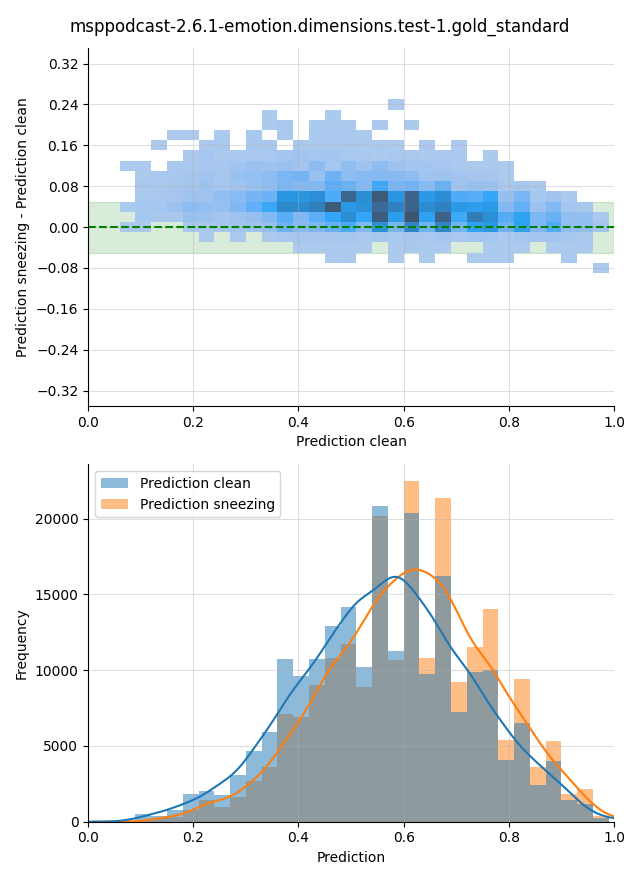 msppodcast-2.6.1-emotion.dimensions.test-1.gold_standard
0.32
0.24
0.16
0.08
0.00
−0.08
−0.16
−0.24
−0.32
Prediction sneezing - Prediction clean
0.0 0.2 0.4 0.6 0.8 1.0
Prediction clean
Prediction clean
Prediction sneezing
20000
15000
10000
5000
0
Frequency
0.0 0.2 0.4 0.6 0.8 1.0
Prediction